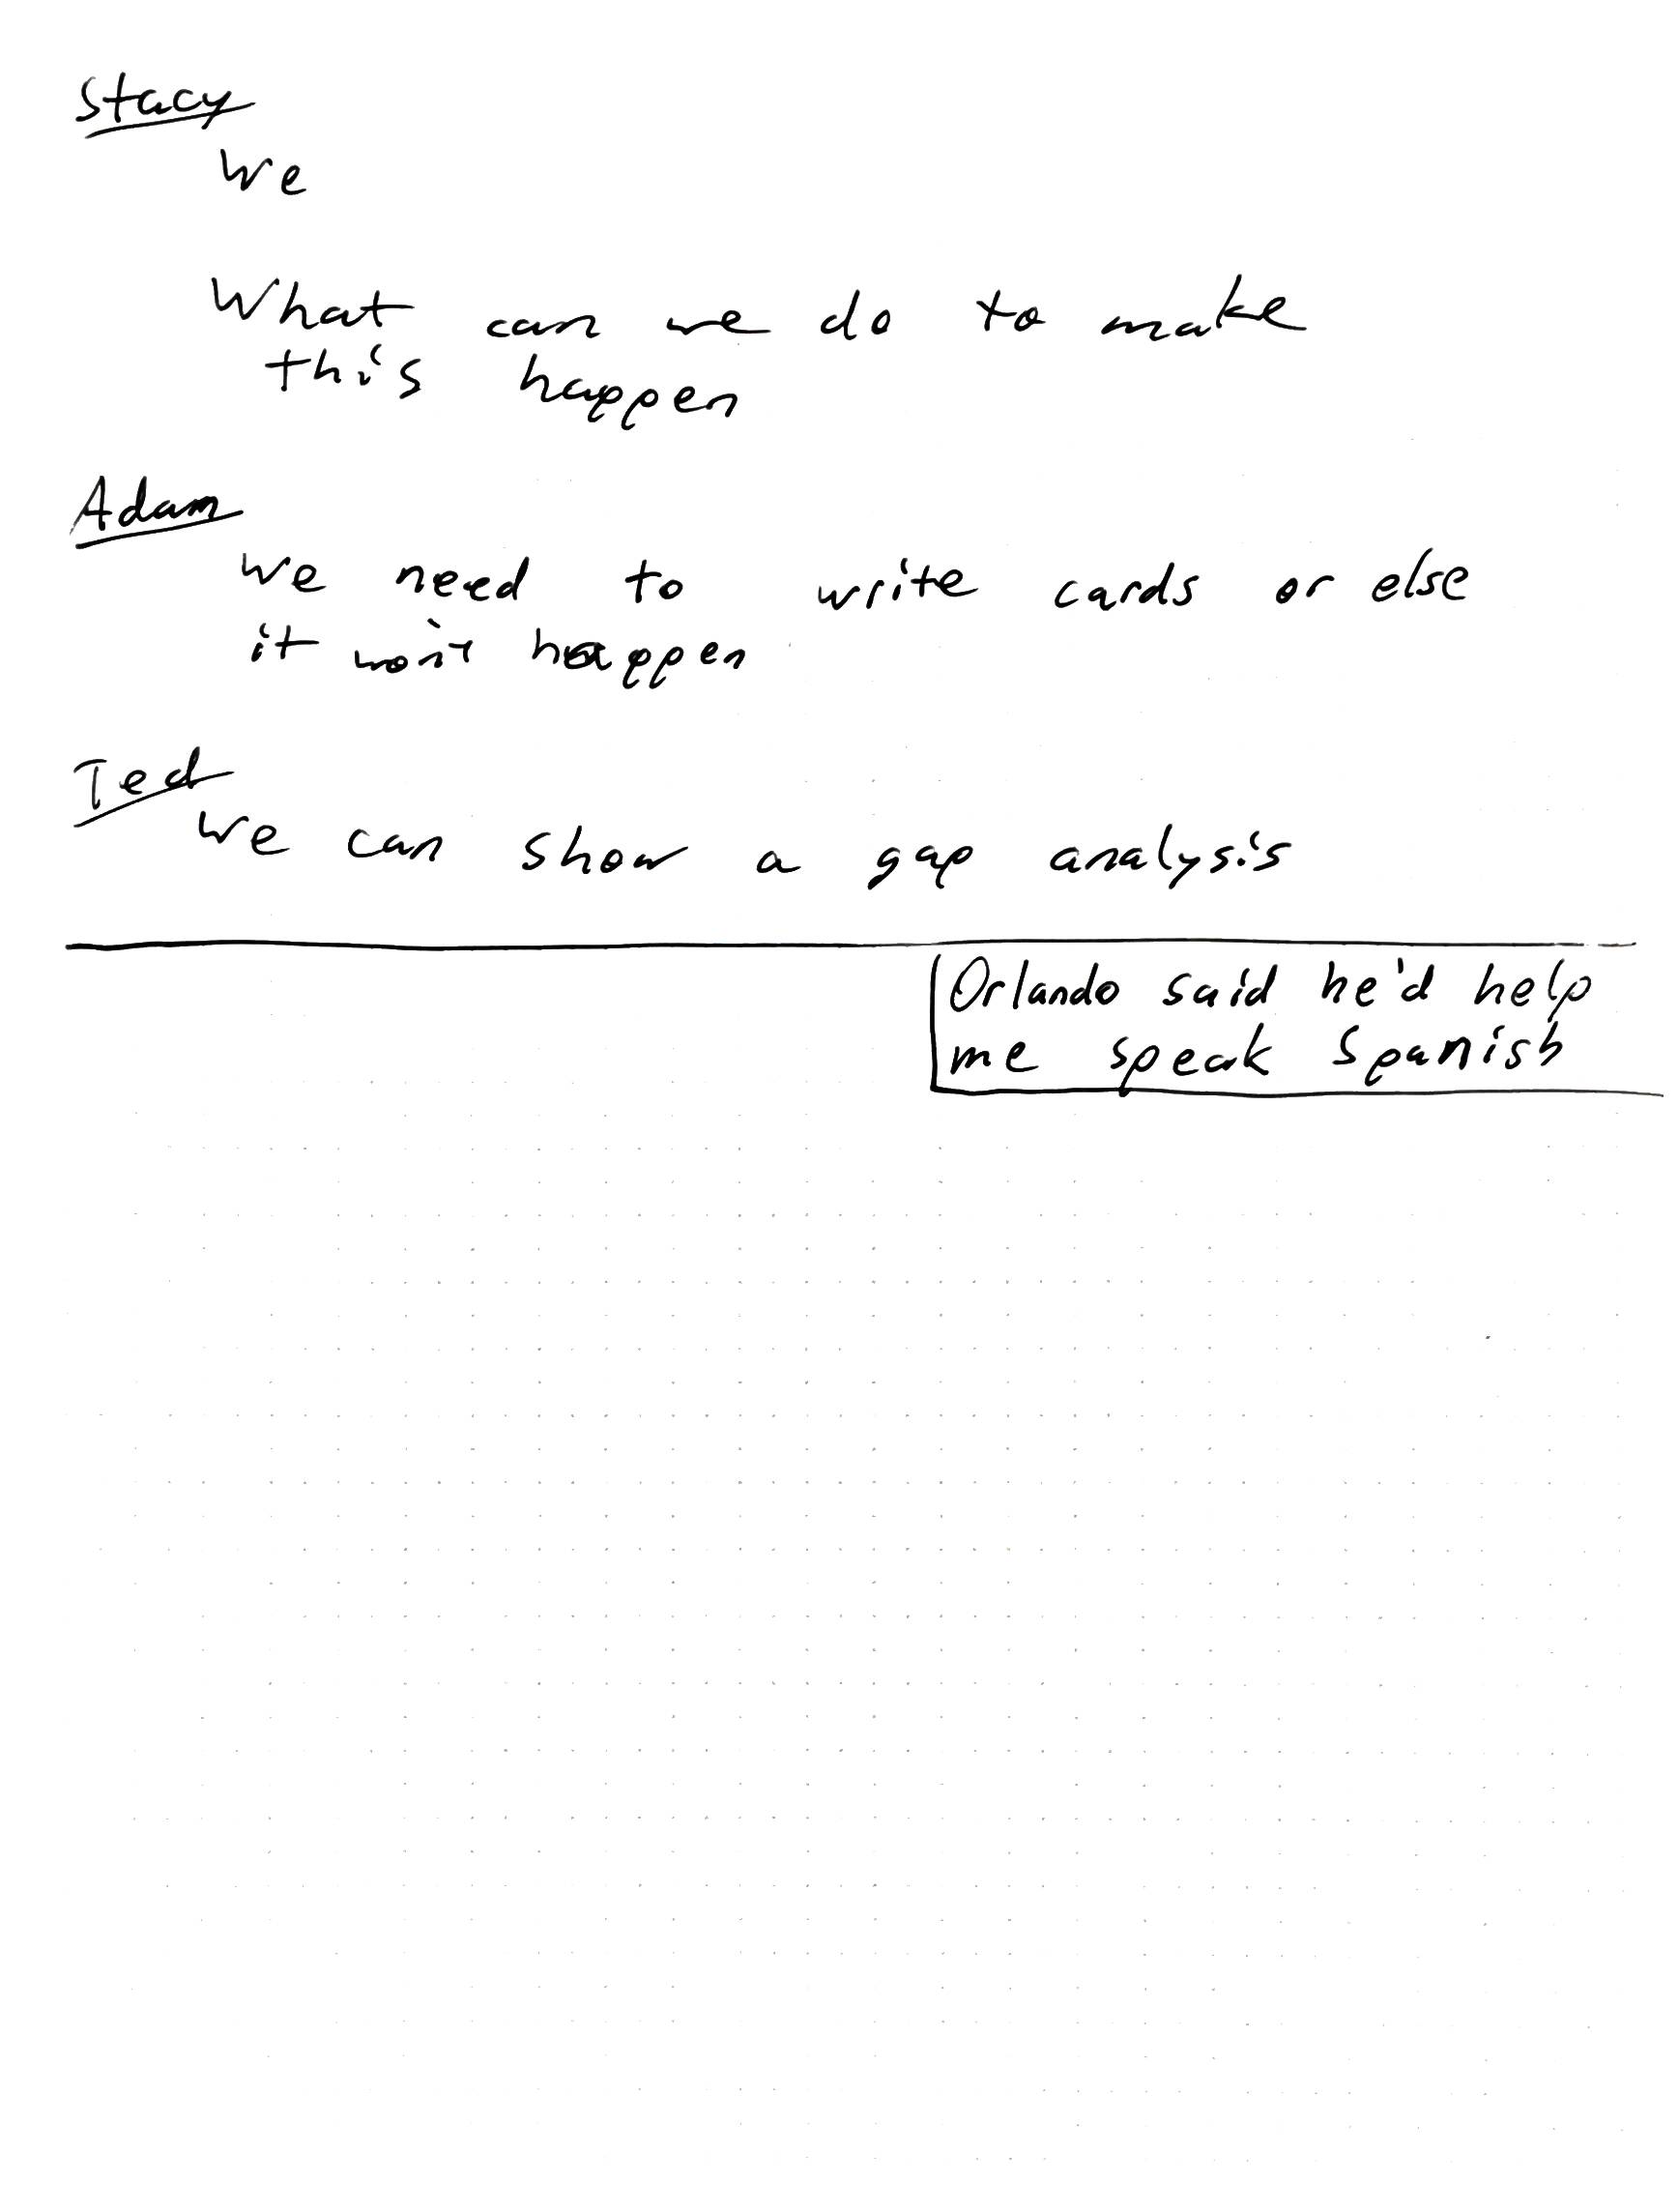 Stacy
We
What can we do to make
this happen
Adam
We need to write cards or else
it won't happen
Ted
We can show a gap analysis
Orlando said he'd help
me speak Spanish